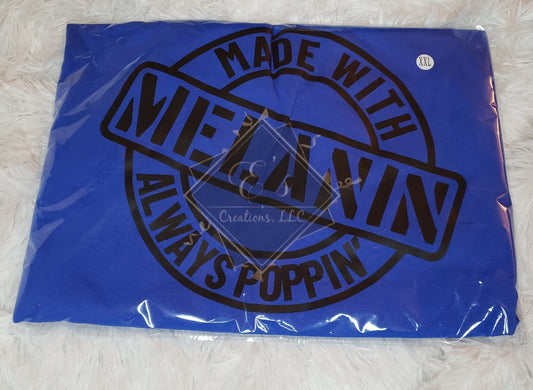 XXL
MADE WITH
MELANIN
E's
Creations, LLC
ALWAYS POPPIN'